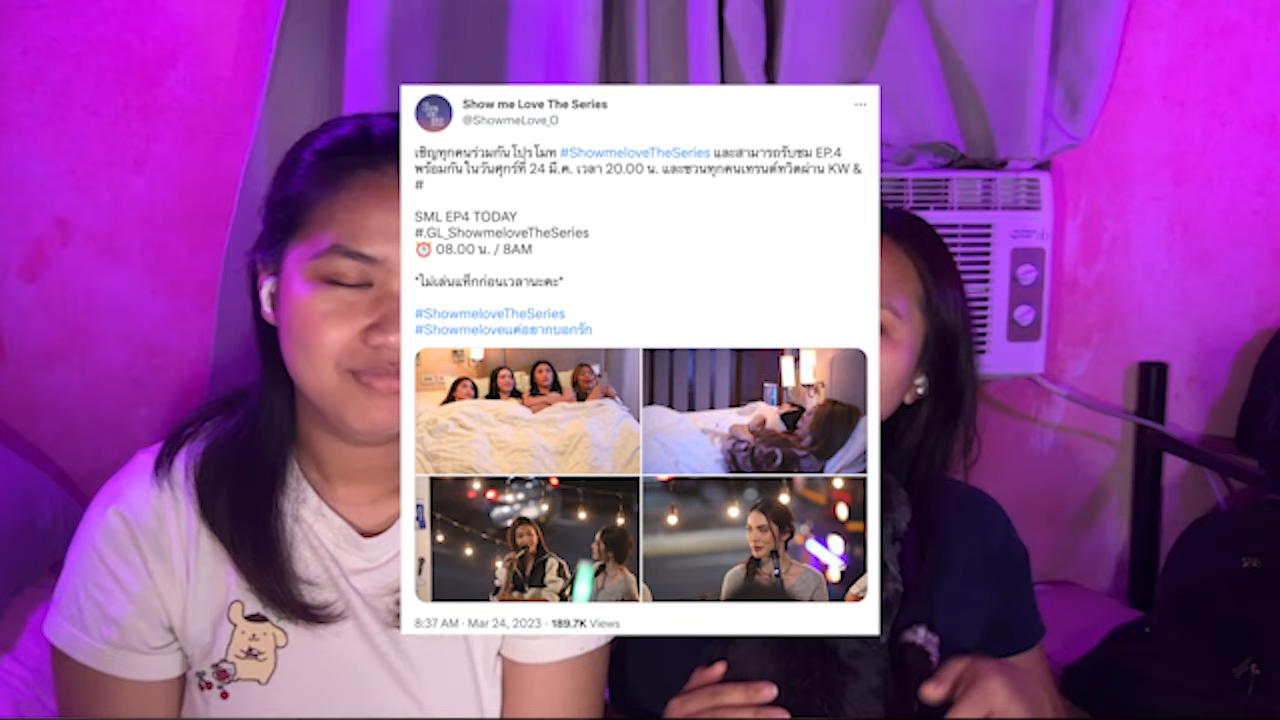 Show me Love The Series
@ShowmeLove_O
เชิญทุกคนร่วมกันโปรโมท #ShowmeloveTheSeries และสามารถรับชม EP.4
พร้อมกันในวันศุกร์ที่ 24 มี.ค. เวลา 20.00 น. และชวนทุกคนเทรนต์ทวิตผ่าน KW &
#
SML EP4 TODAY
#.GL_ShowmeloveTheSeries
⏰ 08.00 น. / 8AM
*ไม่เล่นแท็กก่อนเวลานะคะ*
#ShowmeloveTheSeries
#Showmeloveแค่อยากบอกรัก
8:37 AM · Mar 24, 2023 · 189.7K Views